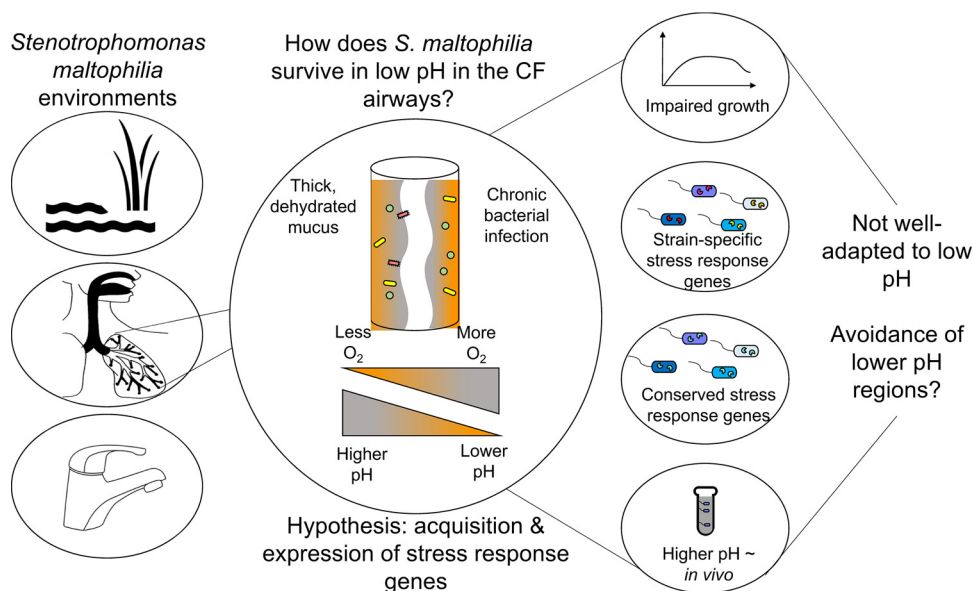 Stenotrophomonas
maltophilia
environments
How does S. maltophilia
survive in low pH in the CF
airways?
Thick,
dehydrated
mucus
Chronic
bacterial
infection
Less
O2
More
O2
Higher
pH
Lower
pH
Hypothesis: acquisition &
expression of stress response
genes
Impaired growth
Strain-specific
stress response
genes
Conserved stress
response genes
Higher pH ~
in vivo
Not well-
adapted to low
pH
Avoidance of
lower pH
regions?